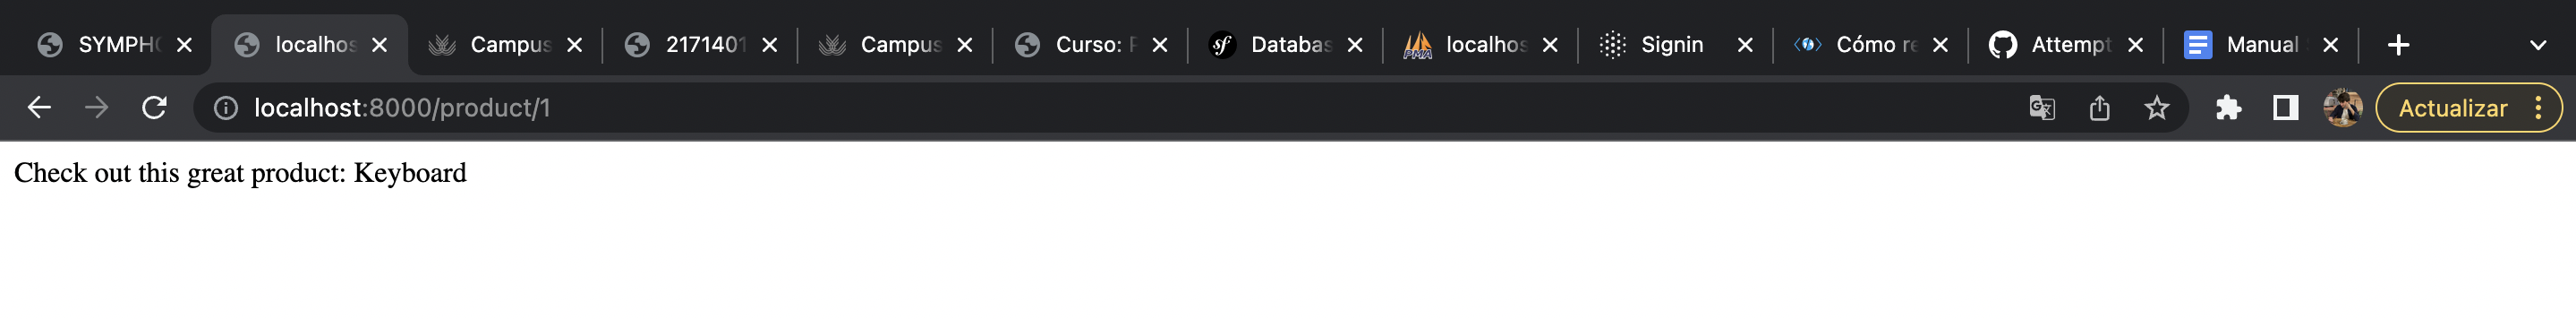 SYMPH
localhos
Campus
2171401
Campus
Curso:
Databas
localhos
Signin
Cómo re
Attempt
Manual
localhost:8000/product/1
Actualizar
Check out this great product: Keyboard